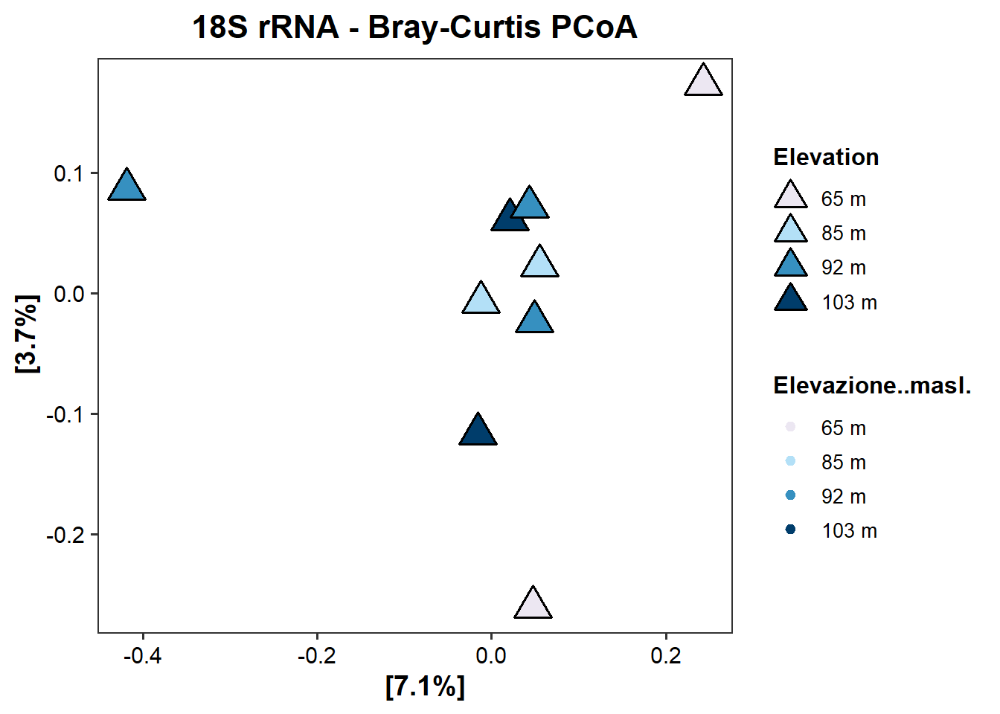 18S rRNA - Bray-Curtis PCoA
0.1
0.0
-0.1
-0.2
[3.7%]
-0.4
-0.2
0.0
0.2
[7.1%]
Elevation
65 m
85 m
92 m
103 m
Elevazione..masl.
65 m
85 m
92 m
103 m